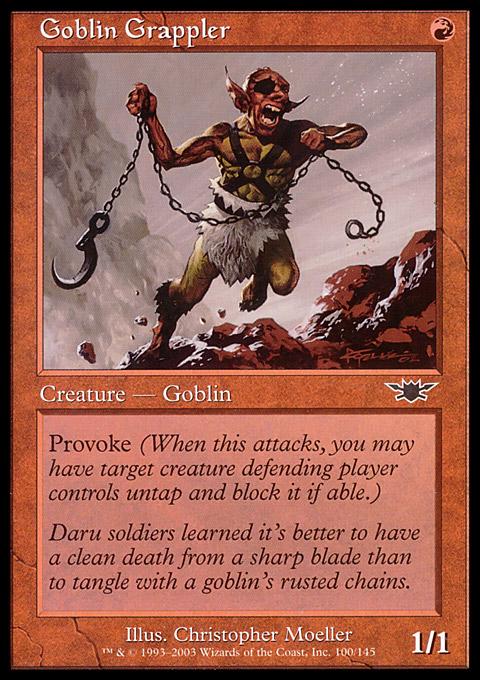 Goblin Grappler
Creature — Goblin
Provoke (When this attacks, you may
have target creature defending player
controls untap and block it if able.)
Daru soldiers learned it's better to have
a clean death from a sharp blade than
to tangle with a goblin's rusted chains.
Illus. Christopher Moeller
1/1
™ & © 1993–2003 Wizards of the Coast, Inc. 100/145